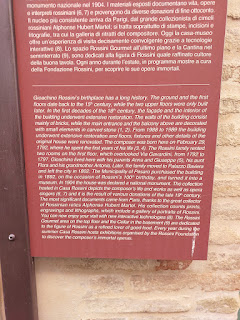 monumento nazionale nel 1904. I materiali esposti documentano vita, opere
e interpreti rossiniani (6, 7) e provengono da diverse donazioni di fine ottocento.
Il nucleo più consistente arriva da Parigi, dal grande collezionista di cimeli
rossiniani Alphonse Hubert Martel; si tratta soprattutto di stampe, incisioni e
litografie, tra cui la galleria di ritratti del compositore. Oggi la casa-museo
offre un'esperienza di visita decisamente coinvolgente grazie a tecnologie
interattive (8). Lo spazio Rossini Gourmet all'ultimo piano e la Cantina nel
seminterrato (9), sono dedicati alla figura di Rossini quale raffinato cultore
della buona tavola. Ogni anno durante l'estate, in programma mostre a cura
della Fondazione Rossini, per scoprire le sue opere immortali.
Gioachino Rossini's birthplace has a long history. The ground and the first
floors date back to the 15th century, while the two upper floors were only built
later. In the first decades of the 18th century, the façade and the interior of
the building underwent extensive restoration. The walls of the building consist
mainly of bricks, while the main entrance and the balcony above are decorated
with small elements in carved stone (1, 2). From 1888 to 1889 the building
underwent extensive restoration and floors, fixtures and other details of the
original house were remodeled. The composer was born here on February 29
1792, where he spent the first years of his life (3, 4). The Rossini family rented
two rooms on the first floor, which overlooked Via Gavardini, from 1792 to
1797. Gioachino lived here with his parents Anna and Giuseppe (5), his aunt
Flora and his grandmother Antonia. Later, the family moved to Palazzo Basieve
and left the city in 1802. The Municipality of Pesaro purchased the building
in 1892, on the occasion of Rossini's 100th birthday, and turned it into a
museum. In 1904 the house was declared a national monument. The collection
hosted in Casa Rossini depicts the composer's life and works as well as opera
singers (6, 7) and it is the result of various donations of the late 19th century.
The most significant documents came from Paris, thanks to the great collector
of Rossinian relics Alphonse Hubert Martel. His collection counts prints,
engravings and lithographs, which include a gallery of portraits of Rossini.
You can now enjoy your visit with new interactive technologies (8). The Rossini
Gourmet area on the top floor and the Cellar in the basement (9) are dedicated
to the figure of Rossini as a refined lover of good food. Every year during the
summer Casa Rossini hosts exhibitions organised by the Rossini Foundation
to discover the composer's immortal operas.